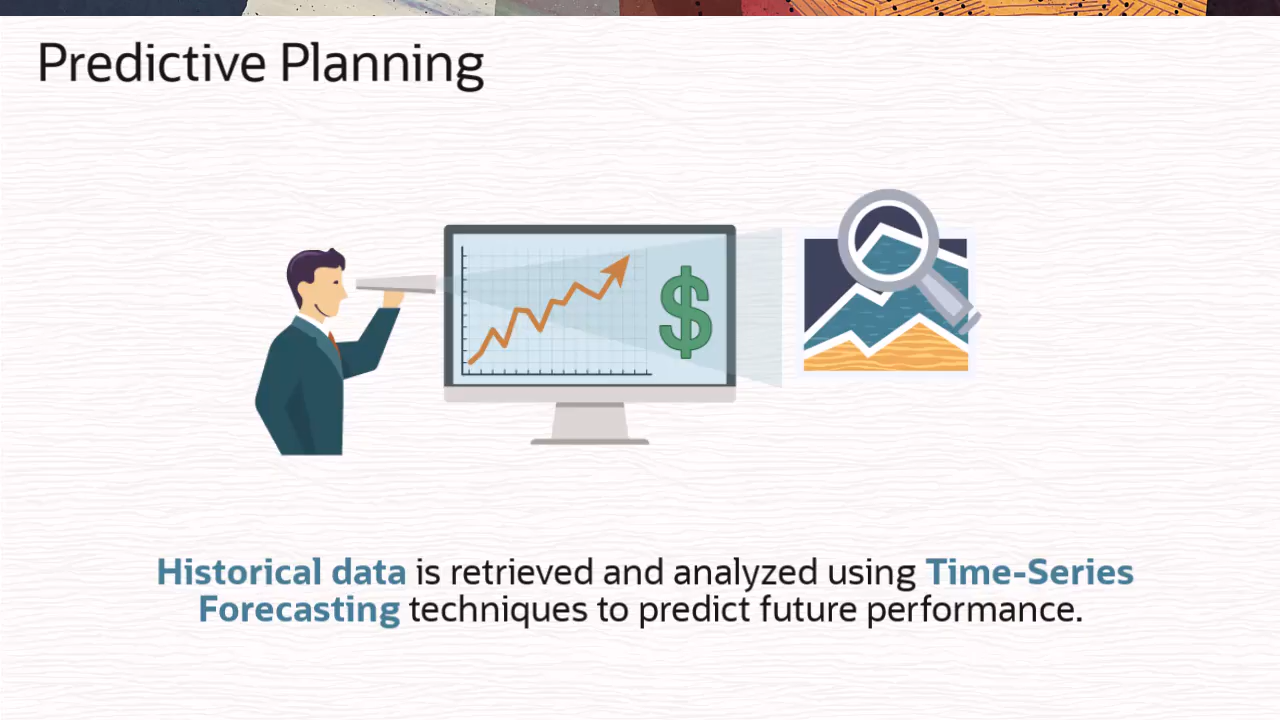 Predictive Planning
$
Historical data is retrieved and analyzed using Time-Series
Forecasting techniques to predict future performance.